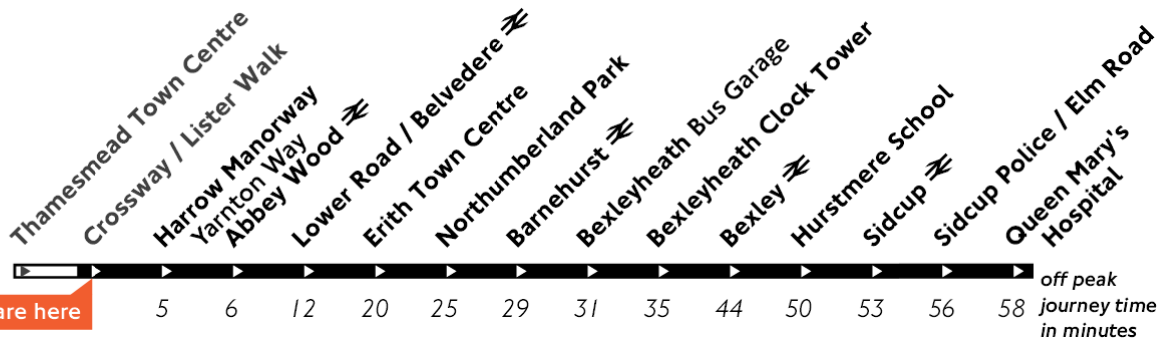 Thamesmead Town Centre
Crossway / Lister Walk
Harrow Manorway
Yarnton Way
Abbey Wood
Lower Road / Belvedere
Erith Town Centre
Northumberland Park
Barnehurst
Bexleyheath Bus Garage
Bexleyheath Clock Tower
Bexley
Hurstmere School
Sidcup
Sidcup Police / Elm Road
Queen Mary's
Hospital
are here
5 6 12 20 25 29 31 35 44 50 53 56 58
off peak
journey time
in minutes